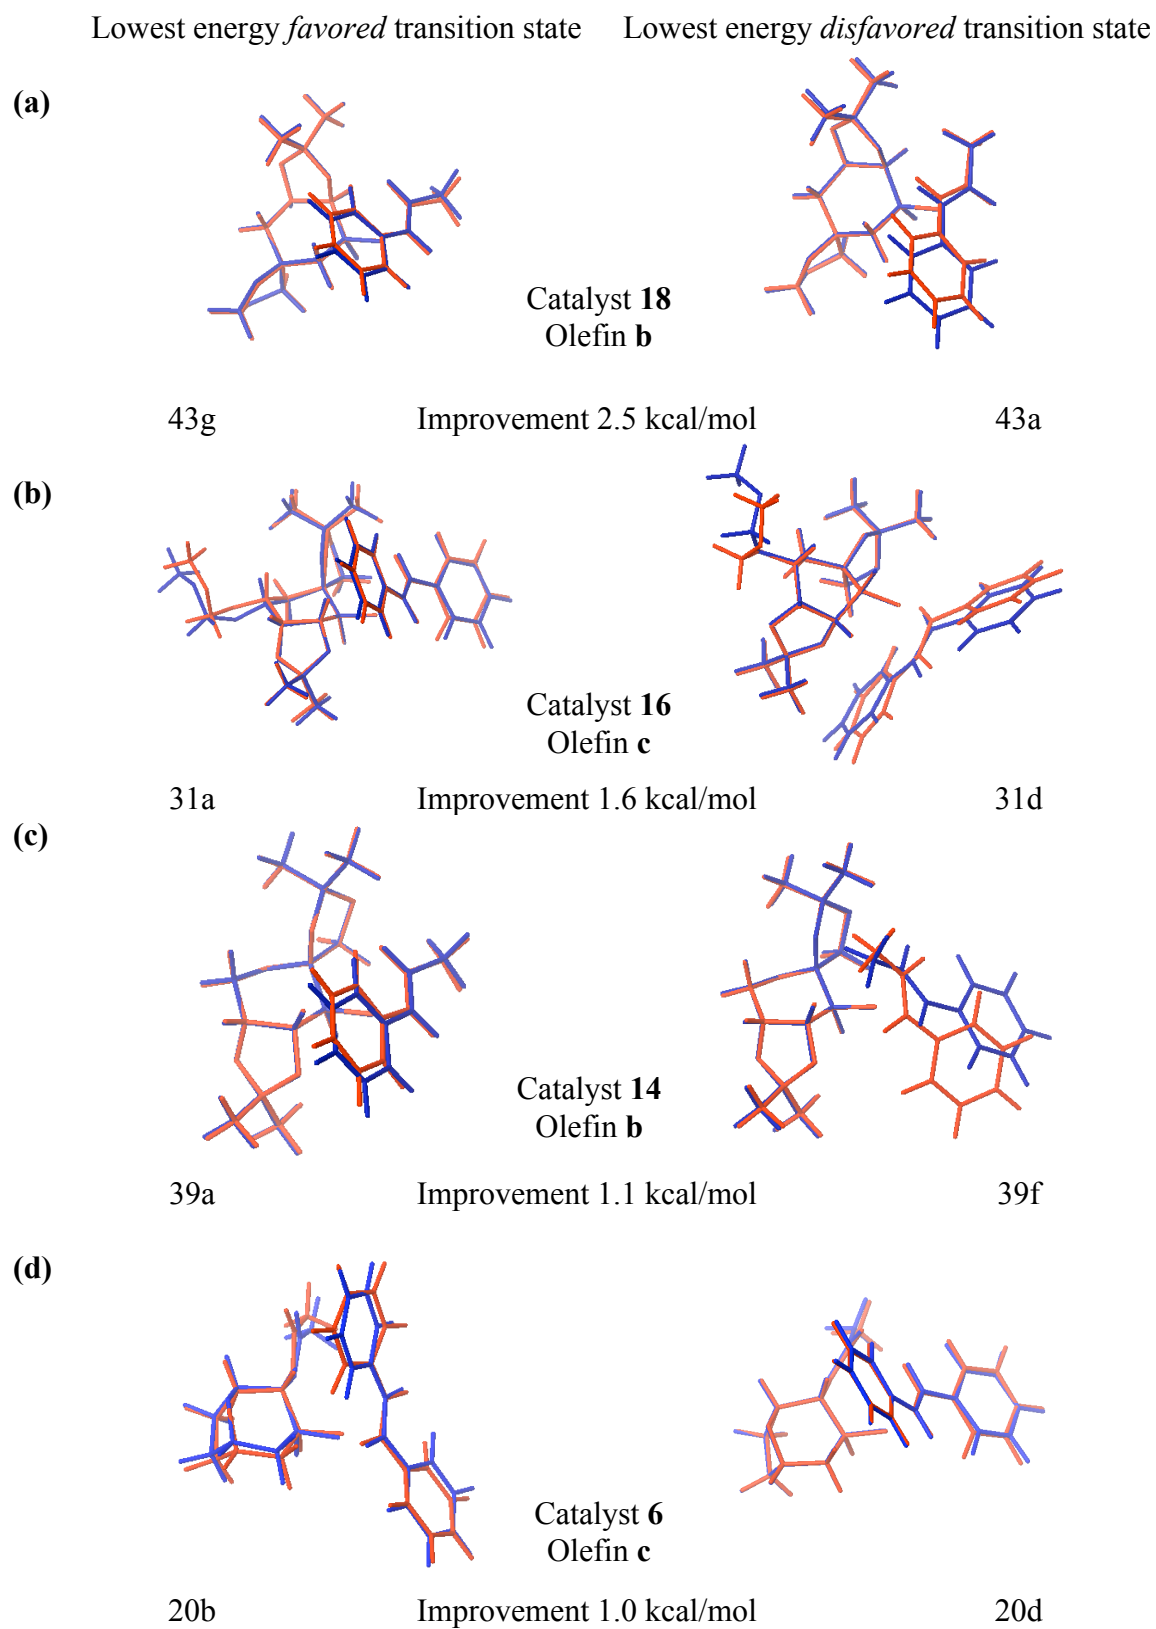 Lowest energy favored transition state Lowest energy disfavored transition state
(a)
Catalyst 18
Olefin b
43g Improvement 2.5 kcal/mol 43a
(b)
Catalyst 16
Olefin c
31a Improvement 1.6 kcal/mol 31d
(c)
Catalyst 14
Olefin b
39a Improvement 1.1 kcal/mol 39f
(d)
Catalyst 6
Olefin c
20b Improvement 1.0 kcal/mol 20d